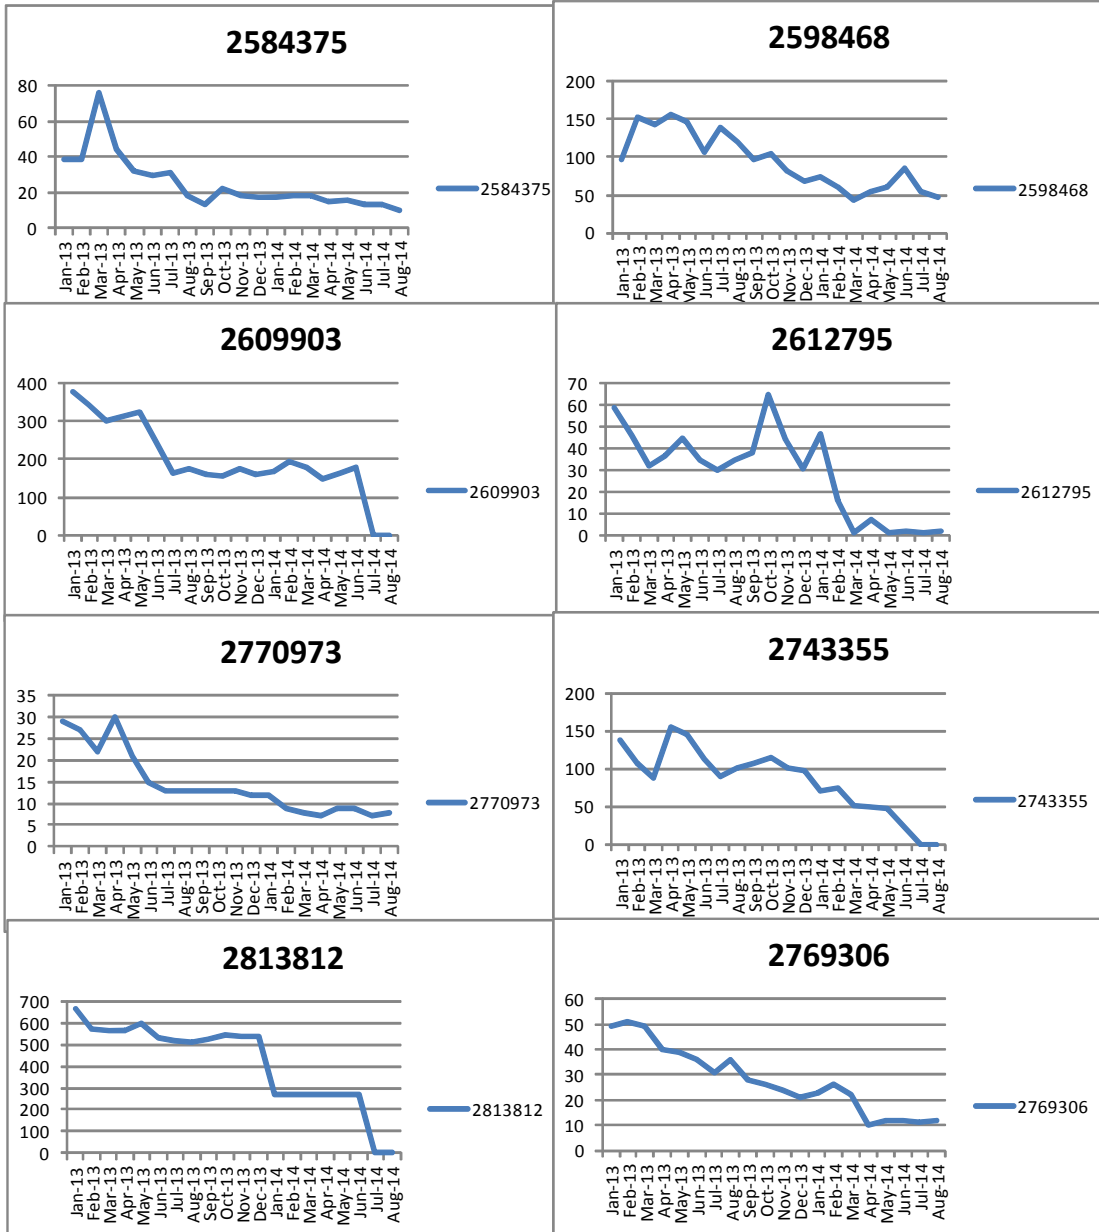 2584375
80
60
40
20
0
2584375
Jan-13
Feb-13
Mar-13
Apr-13
May-13
Jun-13
Jul-13
Aug-13
Sep-13
Oct-13
Nov-13
Dec-13
Jan-14
Feb-14
Mar-14
Apr-14
May-14
Jun-14
Jul-14
Aug-14
2598468
200
150
100
50
0
2598468
Jan-13
Feb-13
Mar-13
Apr-13
May-13
Jun-13
Jul-13
Aug-13
Sep-13
Oct-13
Nov-13
Dec-13
Jan-14
Feb-14
Mar-14
Apr-14
May-14
Jun-14
Jul-14
Aug-14
2609903
400
300
200
100
0
2609903
Jan-13
Feb-13
Mar-13
Apr-13
May-13
Jun-13
Jul-13
Aug-13
Sep-13
Oct-13
Nov-13
Dec-13
Jan-14
Feb-14
Mar-14
Apr-14
May-14
Jun-14
Jul-14
Aug-14
2612795
70
60
50
40
30
20
10
0
2612795
Jan-13
Feb-13
Mar-13
Apr-13
May-13
Jun-13
Jul-13
Aug-13
Sep-13
Oct-13
Nov-13
Dec-13
Jan-14
Feb-14
Mar-14
Apr-14
May-14
Jun-14
Jul-14
Aug-14
2770973
35
30
25
20
15
10
5
0
2770973
Jan-13
Feb-13
Mar-13
Apr-13
May-13
Jun-13
Jul-13
Aug-13
Sep-13
Oct-13
Nov-13
Dec-13
Jan-14
Feb-14
Mar-14
Apr-14
May-14
Jun-14
Jul-14
Aug-14
2743355
200
150
100
50
0
2743355
Jan-13
Feb-13
Mar-13
Apr-13
May-13
Jun-13
Jul-13
Aug-13
Sep-13
Oct-13
Nov-13
Dec-13
Jan-14
Feb-14
Mar-14
Apr-14
May-14
Jun-14
Jul-14
Aug-14
2813812
700
600
500
400
300
200
100
0
2813812
Jan-13
Feb-13
Mar-13
Apr-13
May-13
Jun-13
Jul-13
Aug-13
Sep-13
Oct-13
Nov-13
Dec-13
Jan-14
Feb-14
Mar-14
Apr-14
May-14
Jun-14
Jul-14
Aug-14
2769306
60
50
40
30
20
10
0
2769306
Jan-13
Feb-13
Mar-13
Apr-13
May-13
Jun-13
Jul-13
Aug-13
Sep-13
Oct-13
Nov-13
Dec-13
Jan-14
Feb-14
Mar-14
Apr-14
May-14
Jun-14
Jul-14
Aug-14